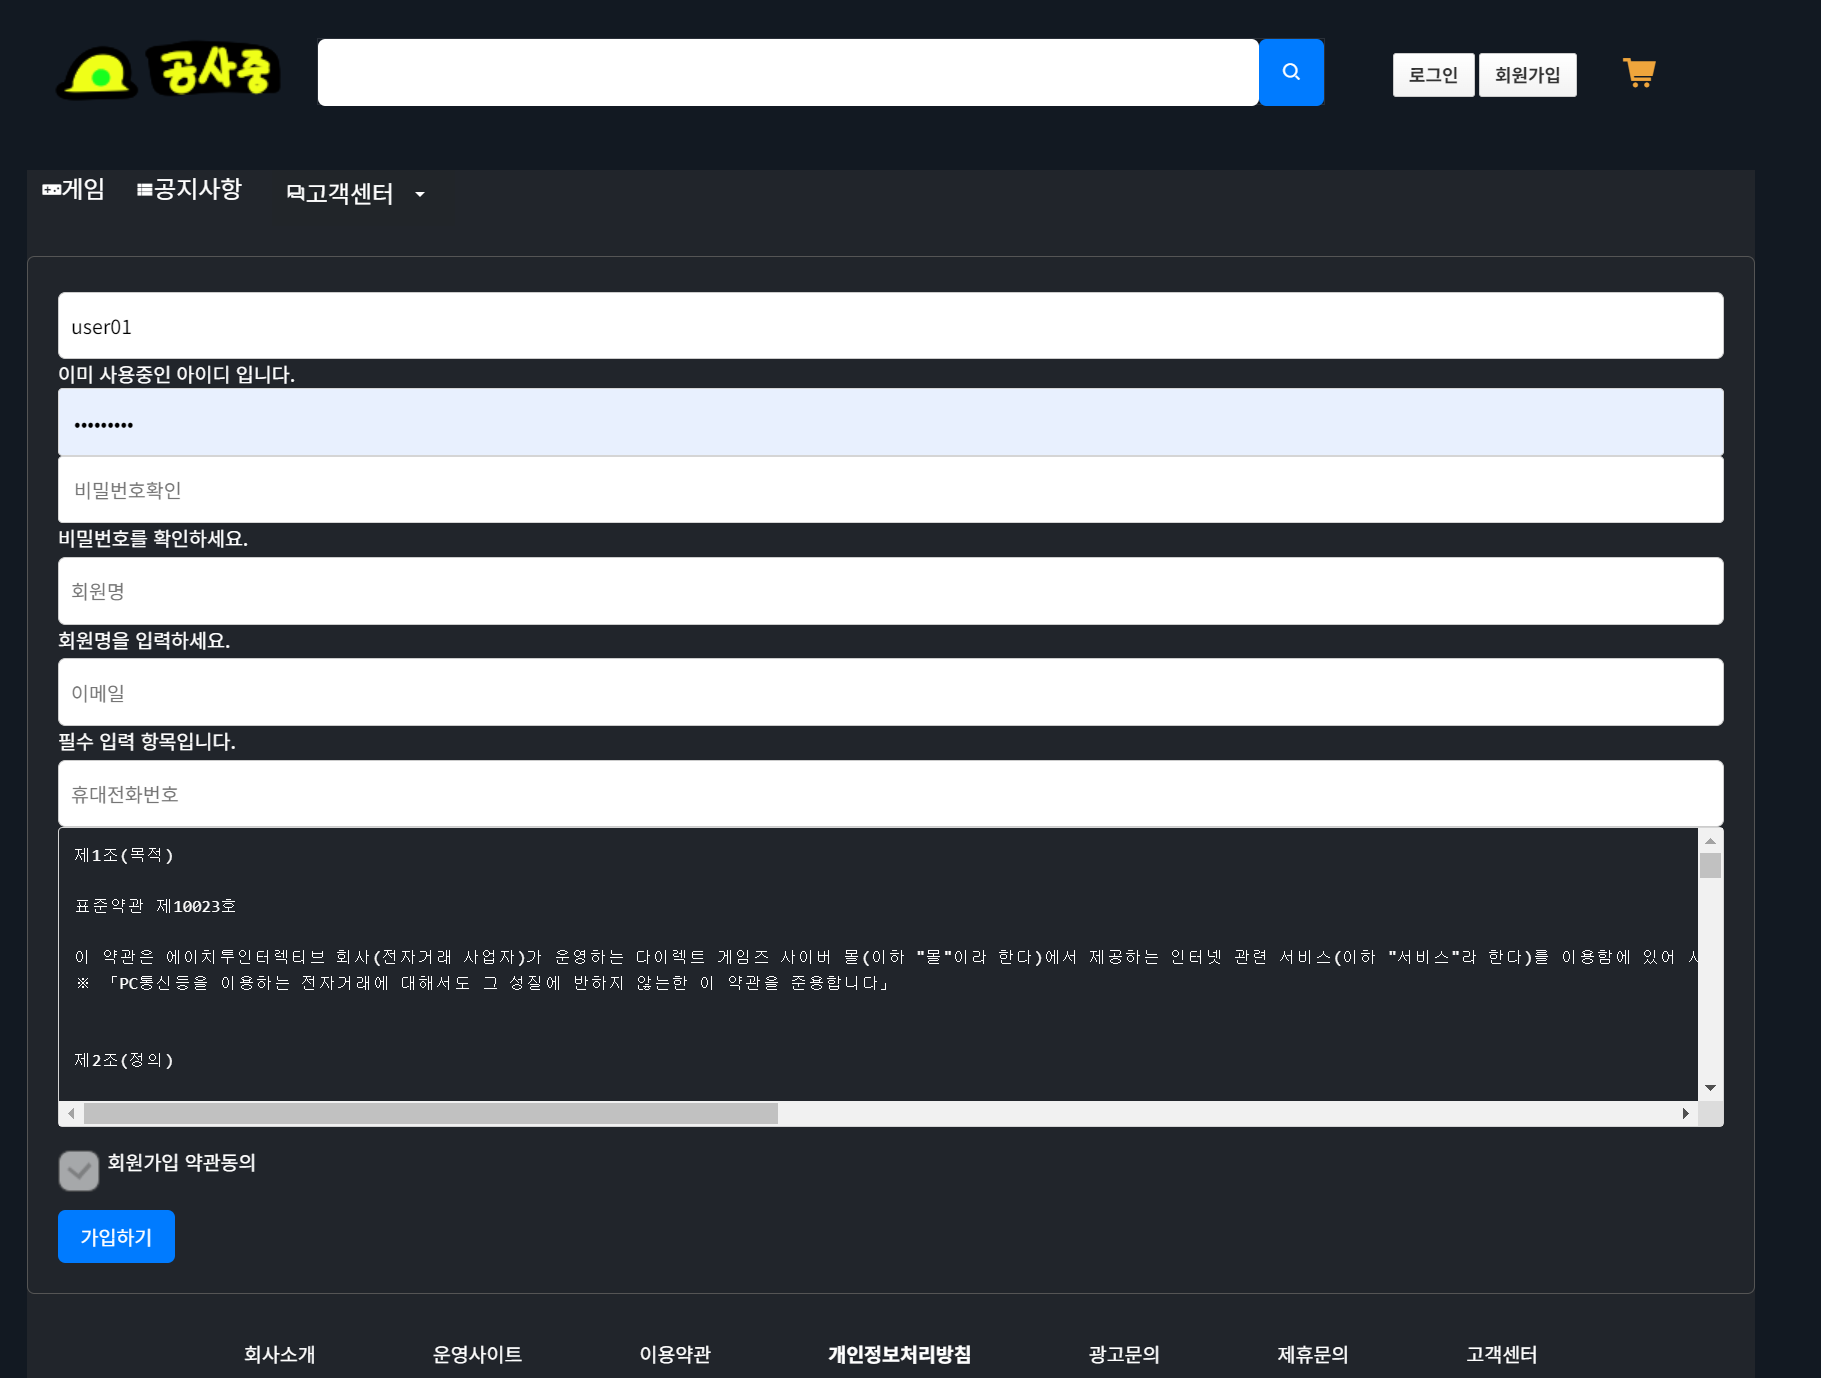 공사중
로그인 회원가입
게임 공지사항 고객센터
user01
이미 사용중인 아이디 입니다.
•••••••••
비밀번호확인
비밀번호를 확인하세요.
회원명
회원명을 입력하세요.
이메일
필수 입력 항목입니다.
휴대전화번호
제1조(목적)
표준약관 제10023호
이 약관은 에이치투인터렉티브 회사(전자거래 사업자)가 운영하는 다이렉트 게임즈 사이버 몰(이하 "몰"이라 한다)에서 제공하는 인터넷 관련 서비스(이하 "서비스"라 한다)를 이용함에 있어
※ 「PC통신등을 이용하는 전자거래에 대해서도 그 성질에 반하지 않는한 이 약관을 준용합니다」
제2조(정의)
회원가입 약관동의
가입하기
회사소개 운영사이트 이용약관 개인정보처리방침 광고문의 제휴문의 고객센터